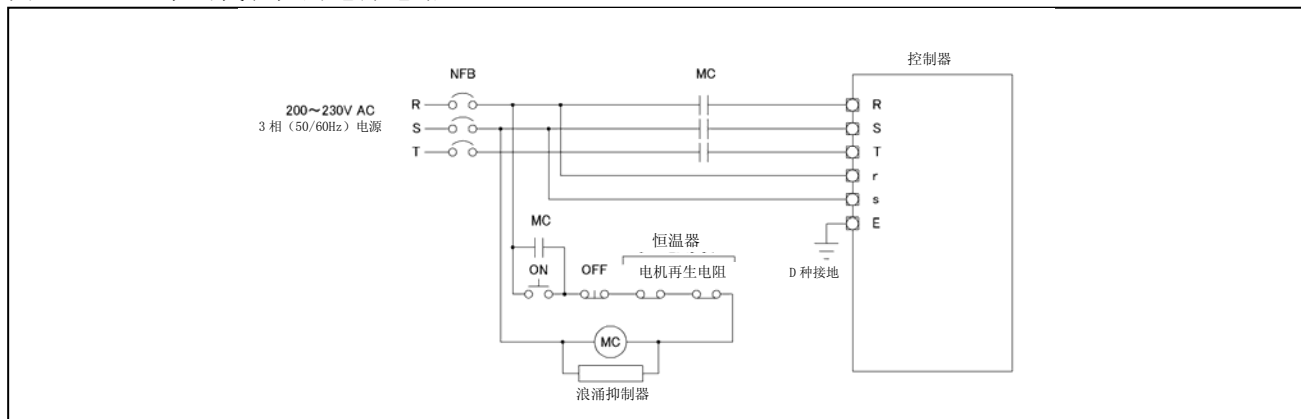 控制器
NFB
MC
200～230V AC
3 相（50/60Hz）电源
R
S
T
R
S
T
r
s
E
D 种接地
MC
ON
OFF
恒温器
电机再生电阻
MC
浪涌抑制器